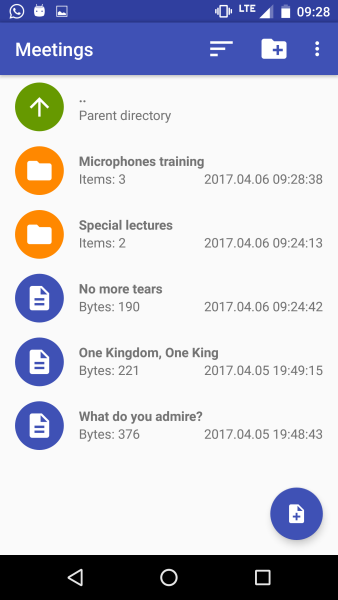 LTE 09:28
Meetings
..
Parent directory
Microphones training
Items: 3 2017.04.06 09:28:38
Special lectures
Items: 2 2017.04.06 09:24:13
No more tears
Bytes: 190 2017.04.06 09:24:42
One Kingdom, One King
Bytes: 221 2017.04.05 19:49:15
What do you admire?
Bytes: 376 2017.04.05 19:48:43